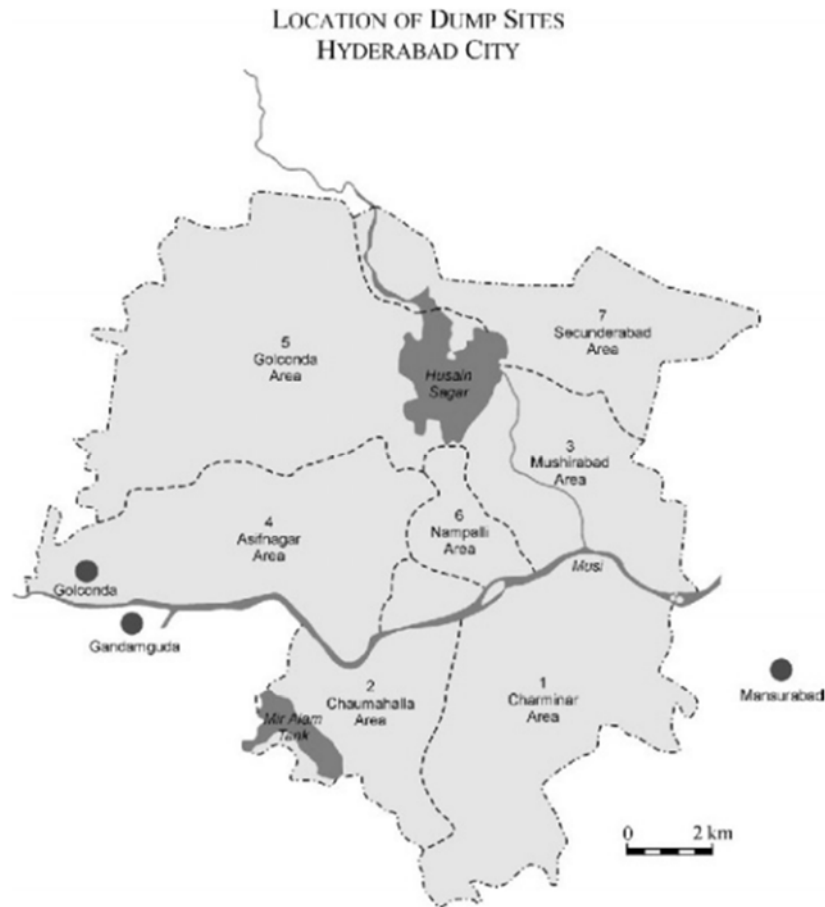 LOCATION OF DUMP SITES
HYDERABAD CITY
7
Secunderabad
Area
5
Golconda
Area
Husain
Sagar
3
Mushirabad
Area
4
Asifnagar
Area
6
Nampalli
Area
Golconda
Musi
Gandamguda
2
Chaumahalla
Area
1
Charminar
Area
Mansurabad
Mir Alam
Tank
0 2 km